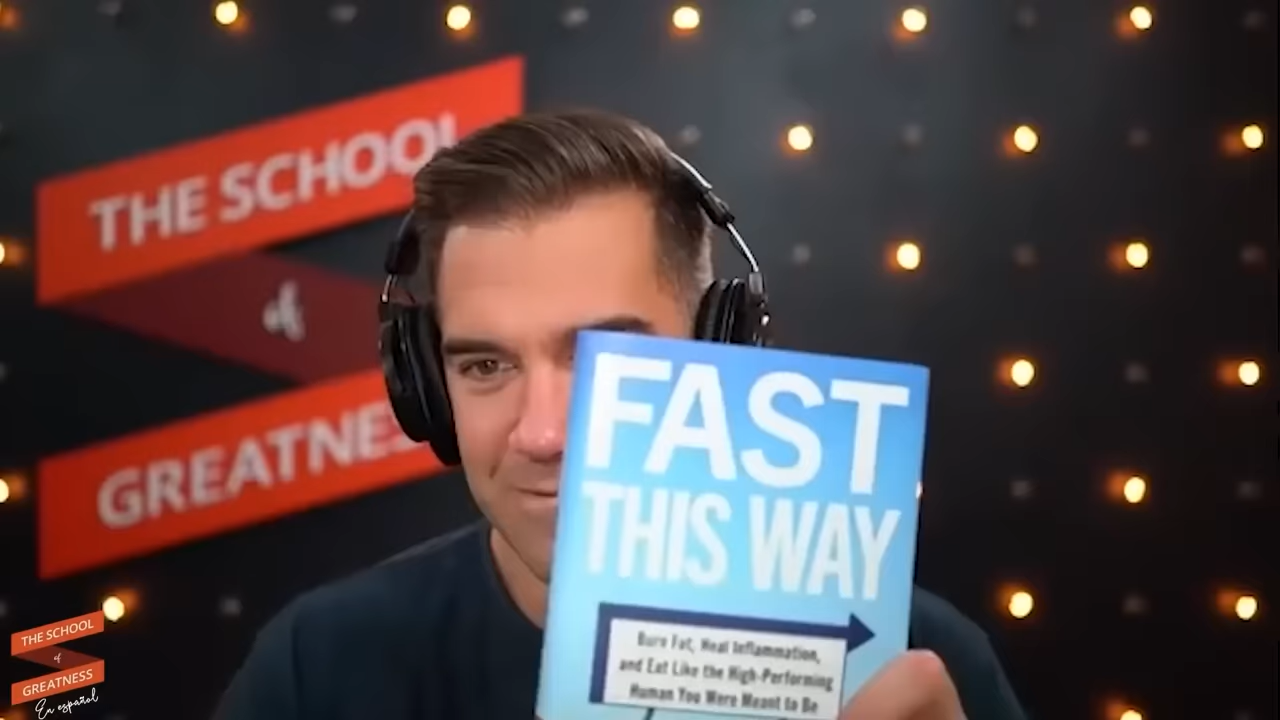 THE SCHOOL
of
GREATNES
FAST
THIS WAY
Burn Fat, Heal Inflammation,
and Eat Like the High-Performing
Human You Were Meant to Be
THE SCHOOL
of
GREATNESS
En español